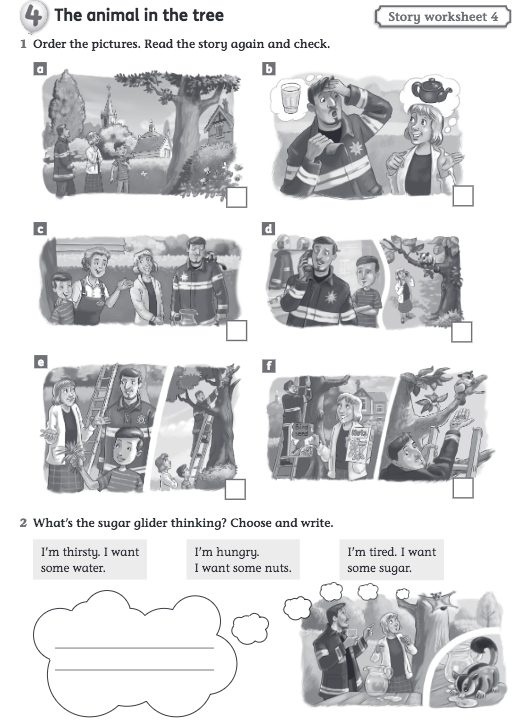 4 The animal in the tree
Story worksheet 4
1 Order the pictures. Read the story again and check.
a
b
c
d
e
f
2 What's the sugar glider thinking? Choose and write.
I'm thirsty. I want
some water.
I'm hungry.
I want some nuts.
I'm tired. I want
some sugar.